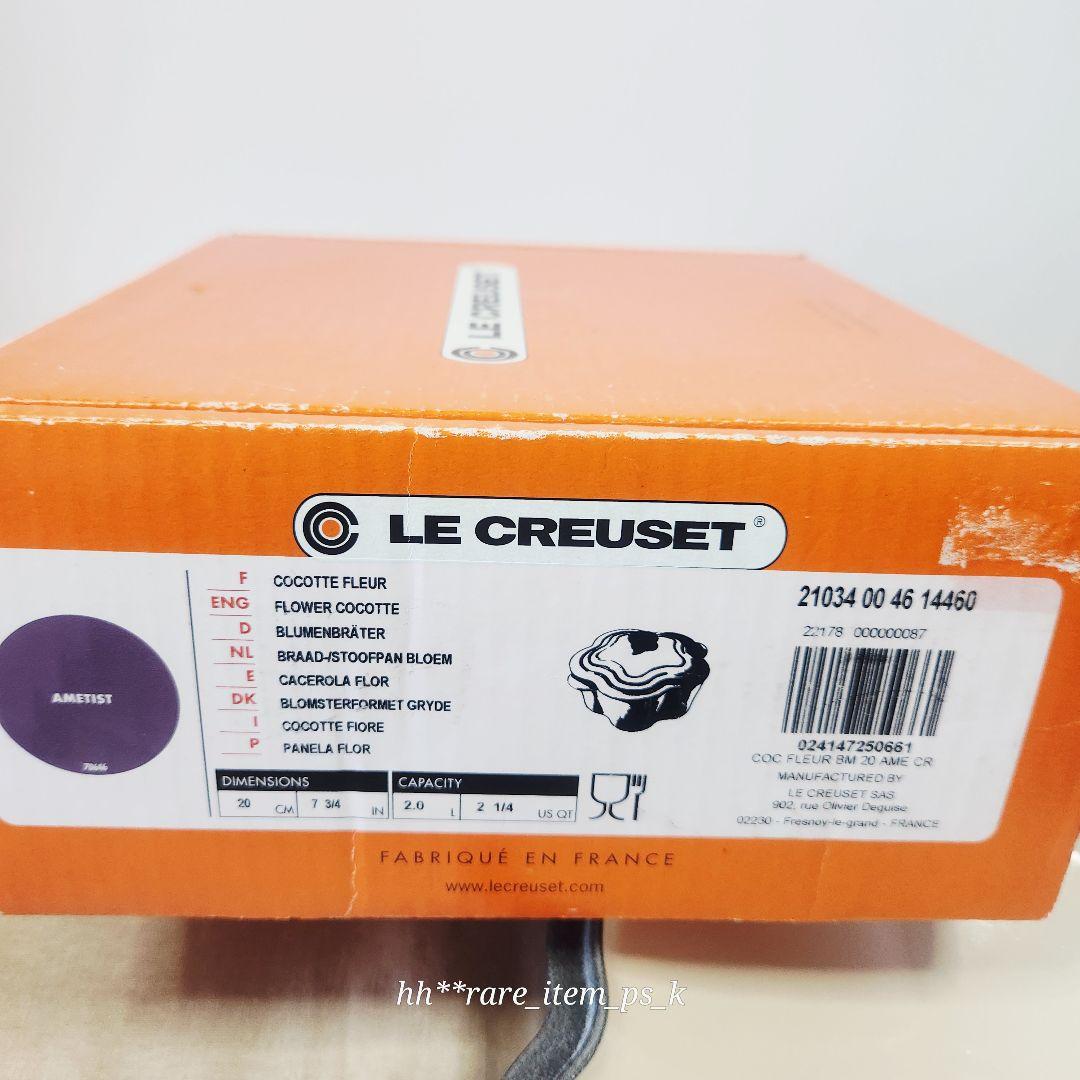 LE CREUSET
LE CREUSET®
AMETIST
70646
F COCOTTE FLEUR
ENG FLOWER COCOTTE
D BLUMENBRÄTER
NL BRAAD-/STOOFPAN BLOEM
E CACEROLA FLOR
DK BLOMSTERFORMET GRYDE
I COCOTTE FIORE
P PANELA FLOR
DIMENSIONS CAPACITY
20 CM 7 3/4 IN 2.0 L 2 1/4 US QT
21034 00 46 14460
22178 000000087
024147250661
COC FLEUR BM 20 AME CR
MANUFACTURED BY
LE CREUSET SAS
902, rue Olivier Deguise
02230 - Fresnoy-le-grand - FRANCE
FABRIQUÉ EN FRANCE
www.lecreuset.com
hh**rare_item_ps_k